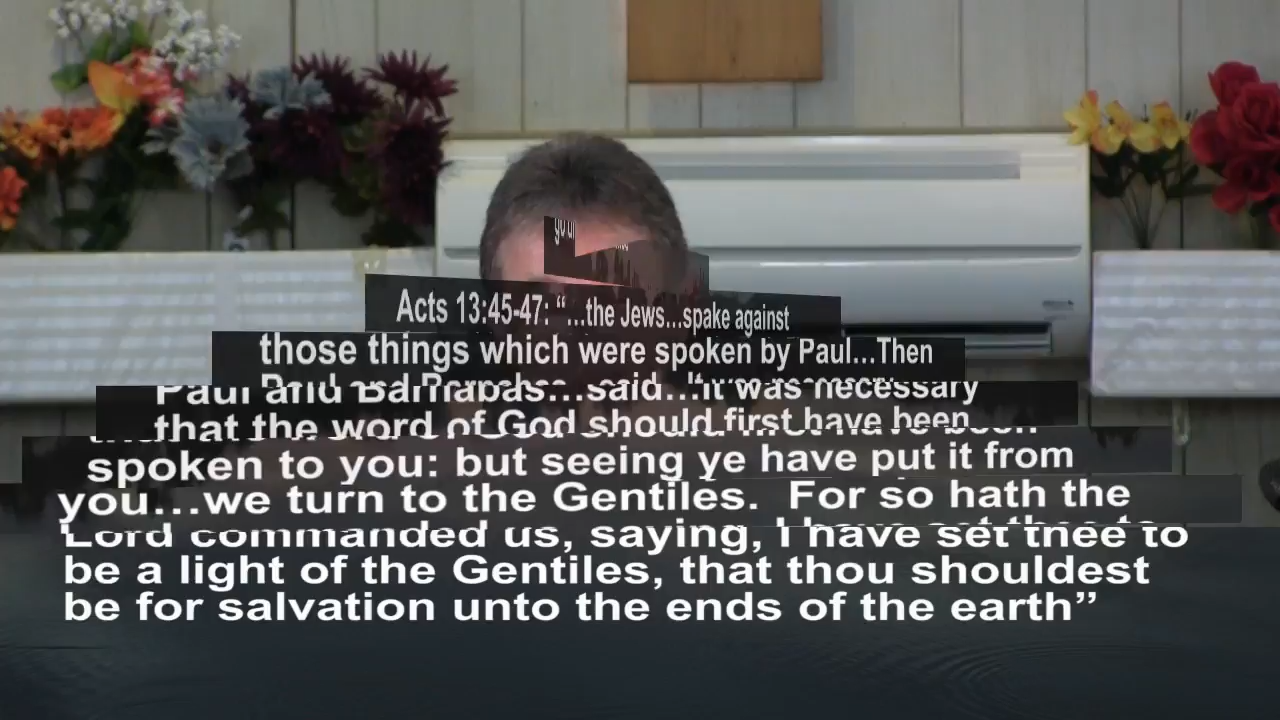 Acts 13:45-47: “...the Jews...spake against
those things which were spoken by Paul...Then
Paul and Barnabas...said...it was necessary
that the word of God should first have been
spoken to you: but seeing ye have put it from
you...we turn to the Gentiles. For so hath the
Lord commanded us, saying, I have set thee to
be a light of the Gentiles, that thou shouldest
be for salvation unto the ends of the earth”